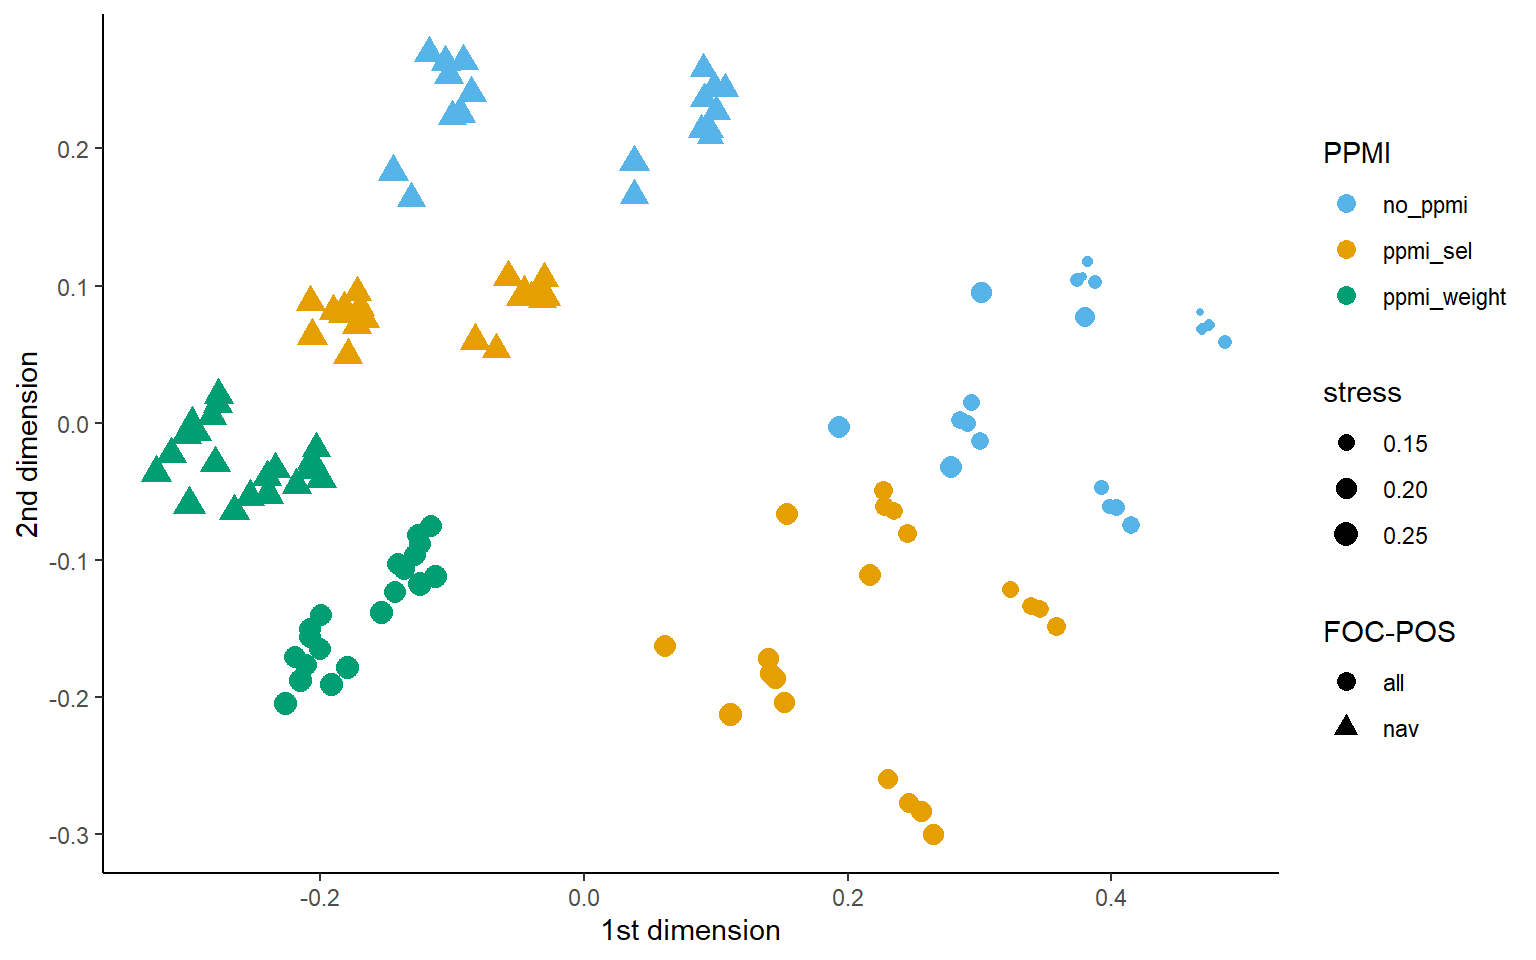 2nd dimension
0.2
0.1
0.0
-0.1
-0.2
-0.3
-0.2
0.0
0.2
0.4
1st dimension
PPMI
no_ppmi
ppmi_sel
ppmi_weight
stress
0.15
0.20
0.25
FOC-POS
all
nav